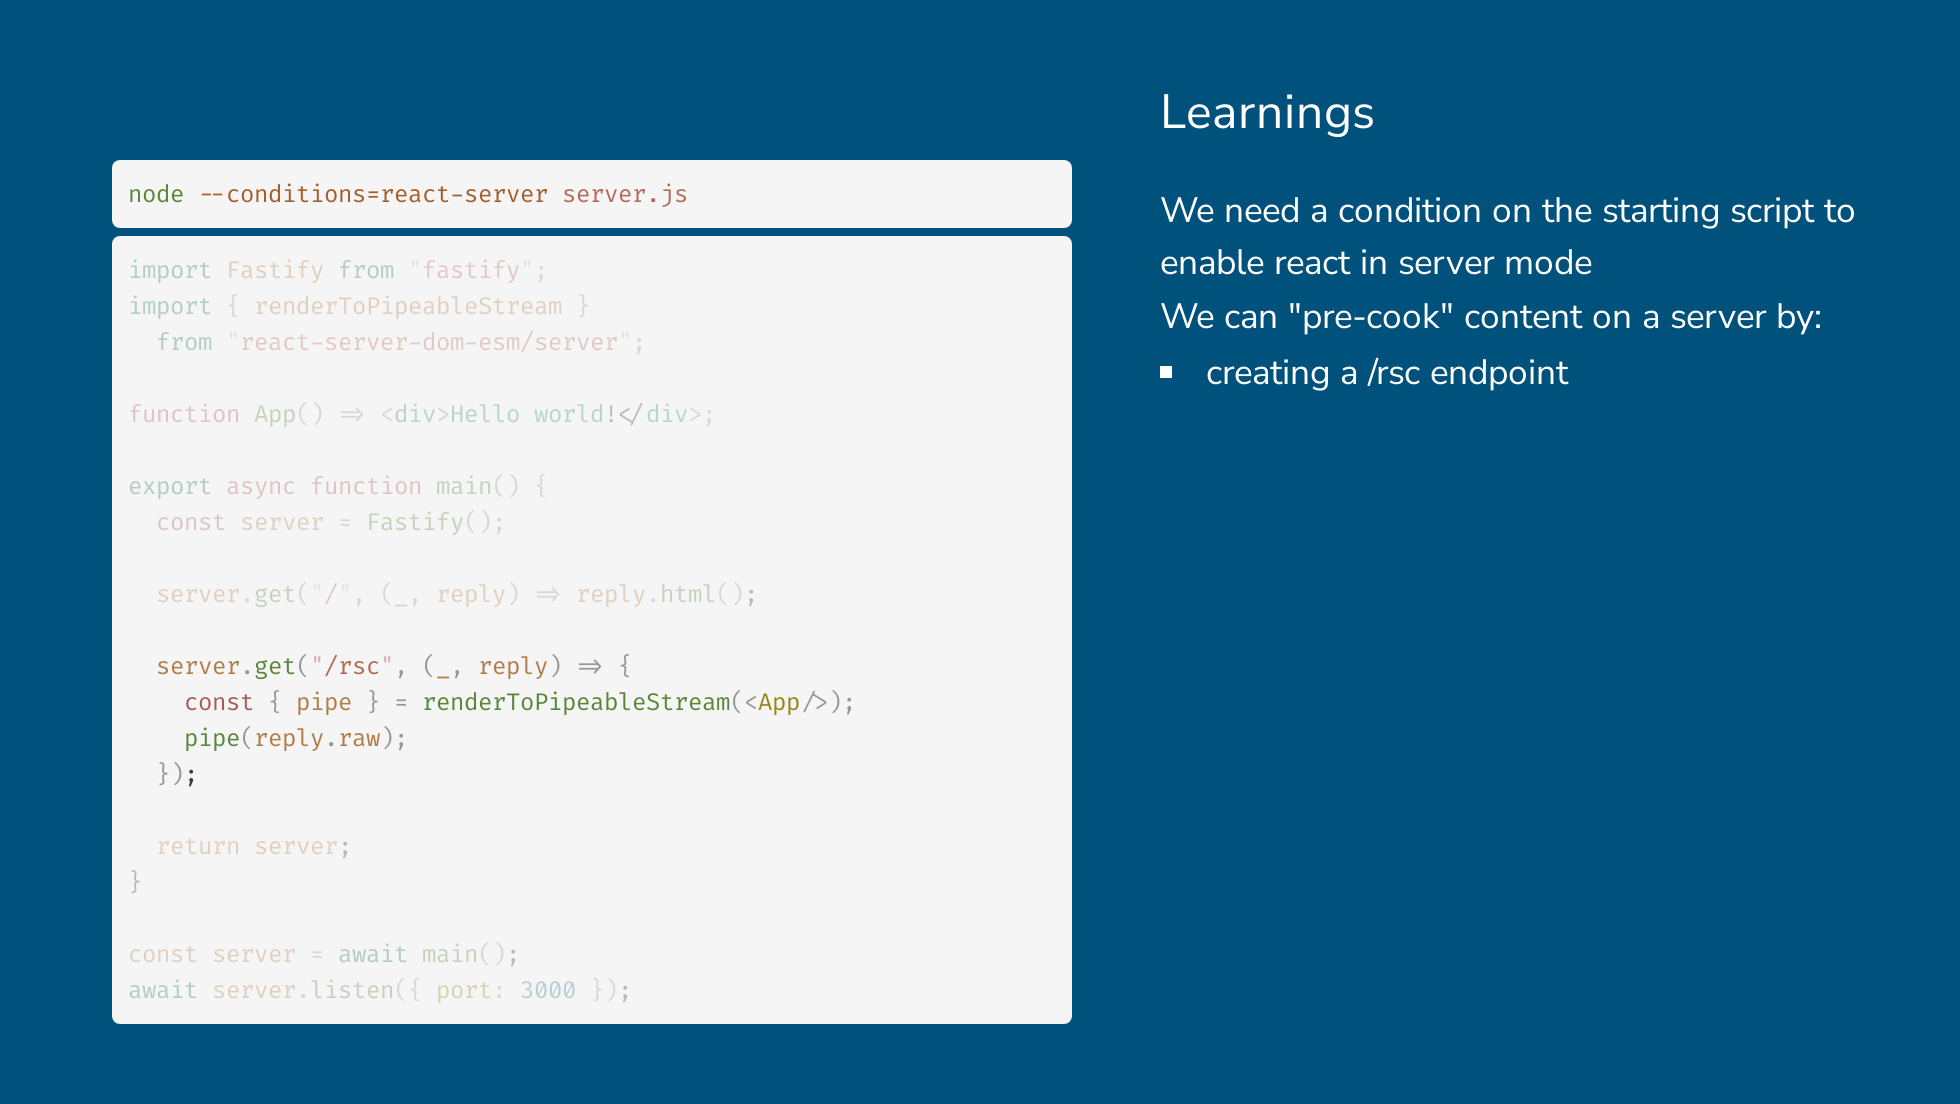 node --conditions=react-server server.js
import Fastify from "fastify";
import { renderToPipeableStream }
  from "react-server-dom-esm/server";

function App() => <div>Hello world!</div>;

export async function main() {
  const server = Fastify();

  server.get("/", (_, reply) => reply.html();

  server.get("/rsc", (_, reply) => {
    const { pipe } = renderToPipeableStream(<App/>);
    pipe(reply.raw);
  });

  return server;
}

const server = await main();
await server.listen({ port: 3000 });
Learnings
We need a condition on the starting script to
enable react in server mode
We can "pre-cook" content on a server by:
▪ creating a /rsc endpoint